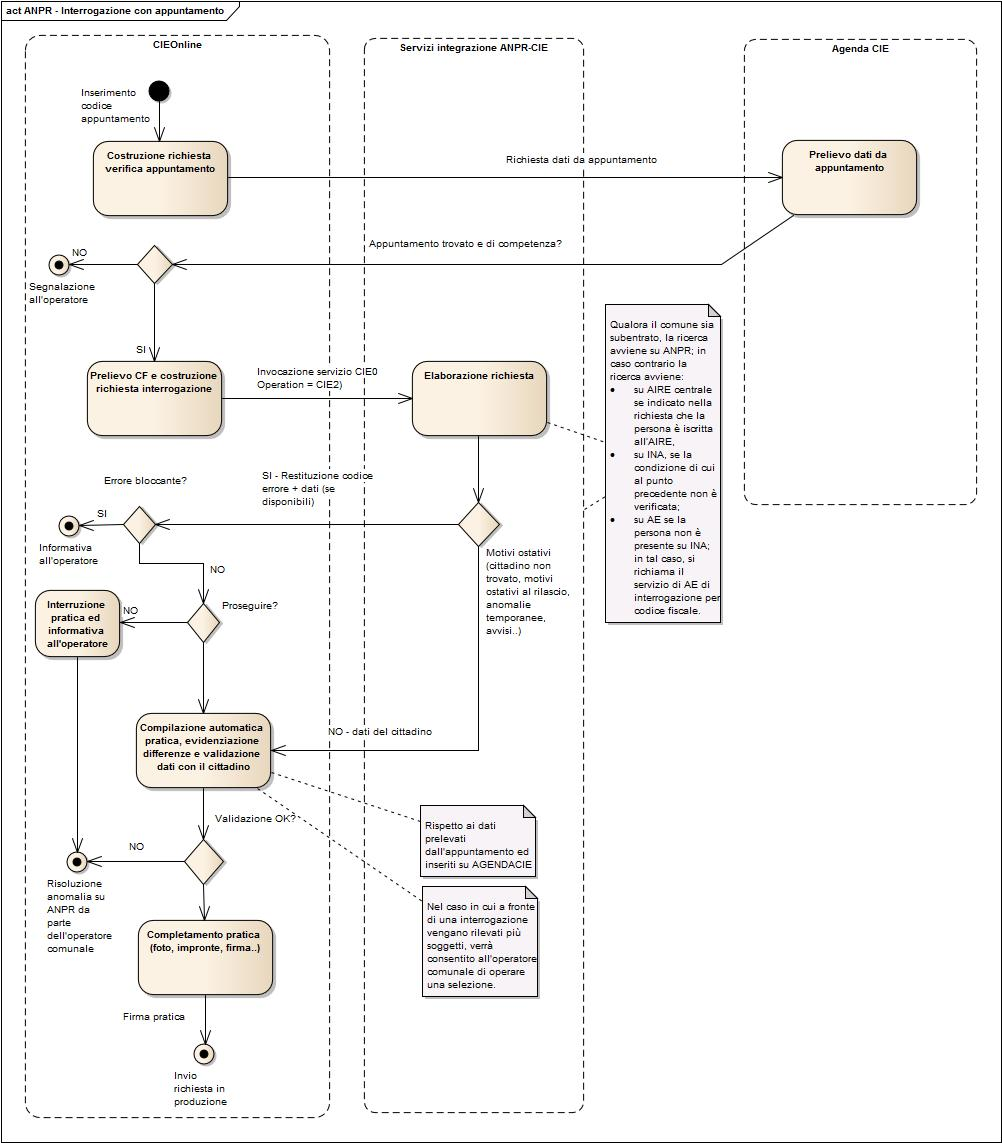 act ANPR - Interrogazione con appuntamento
CIEOnline
Servizi integrazione ANPR-CIE
Agenda CIE
Inserimento
codice
appuntamento
Costruzione richiesta
verifica appuntamento
Richiesta dati da appuntamento
Prelievo dati da
appuntamento
Appuntamento trovato e di competenza?
NO
Segnalazione
all'operatore
SI
Prelievo CF e costruzione
richiesta interrogazione
Invocazione servizio CIE0
Operation = CIE2)
Elaborazione richiesta
Qualora il comune sia
subentrato, la ricerca
avviene su ANPR; in
caso contrario la
ricerca avviene:
• su AIRE centrale
se indicato nella
richiesta che la
persona è iscritta
all'AIRE,
• su INA, se la
condizione di cui
al punto
precedente non è
verificata;
• su AE se la
persona non è
presente su INA;
in tal caso, si
richiama il
servizio di AE di
interrogazione per
codice fiscale.
Errore bloccante?
SI - Restituzione codice
errore + dati (se
disponibili)
SI
Informativa
all'operatore
NO
Motivi ostativi
(cittadino non
trovato, motivi
ostativi al rilascio,
anomalie
temporanee,
avvisi..)
Interruzione
pratica ed
informativa
all'operatore
NO
Proseguire?
Compilazione automatica
pratica, evidenziazione
differenze e validazione
dati con il cittadino
NO - dati del cittadino
Validazione OK?
Rispetto ai dati
prelevati
dall'appuntamento ed
inseriti su AGENDACIE
NO
Risoluzione
anomalia su
ANPR da
parte
dell'operatore
comunale
Nel caso in cui a fronte
di una interrogazione
vengano rilevati più
soggetti, verrà
consentito all'operatore
comunale di operare
una selezione.
Completamento pratica
(foto, impronte, firma..)
Firma pratica
Invio
richiesta in
produzione